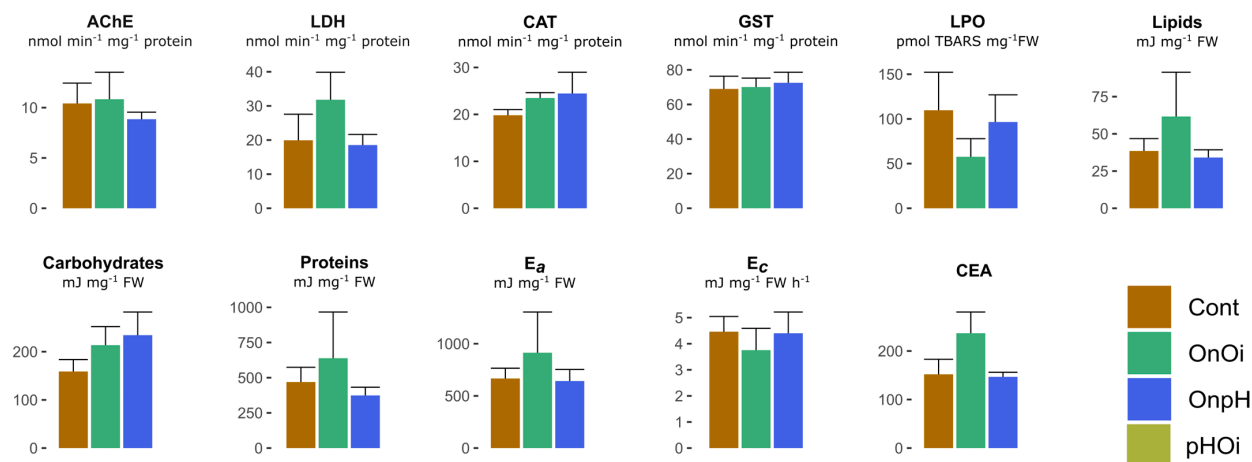 AChE
nmol min⁻¹ mg⁻¹ protein
10
5
0
LDH
nmol min⁻¹ mg⁻¹ protein
40
30
20
10
0
CAT
nmol min⁻¹ mg⁻¹ protein
30
20
10
0
GST
nmol min⁻¹ mg⁻¹ protein
80
60
40
20
0
LPO
pmol TBARS mg⁻¹FW
150
100
50
0
Lipids
mJ mg⁻¹ FW
75
50
25
0
Carbohydrates
mJ mg⁻¹ FW
200
100
0
Proteins
mJ mg⁻¹ FW
1000
750
500
250
0
Ea
mJ mg⁻¹ FW
1000
500
0
Ec
mJ mg⁻¹ FW h⁻¹
5
4
3
2
1
0
CEA
200
100
0
Cont
OnOi
OnpH
pHOi